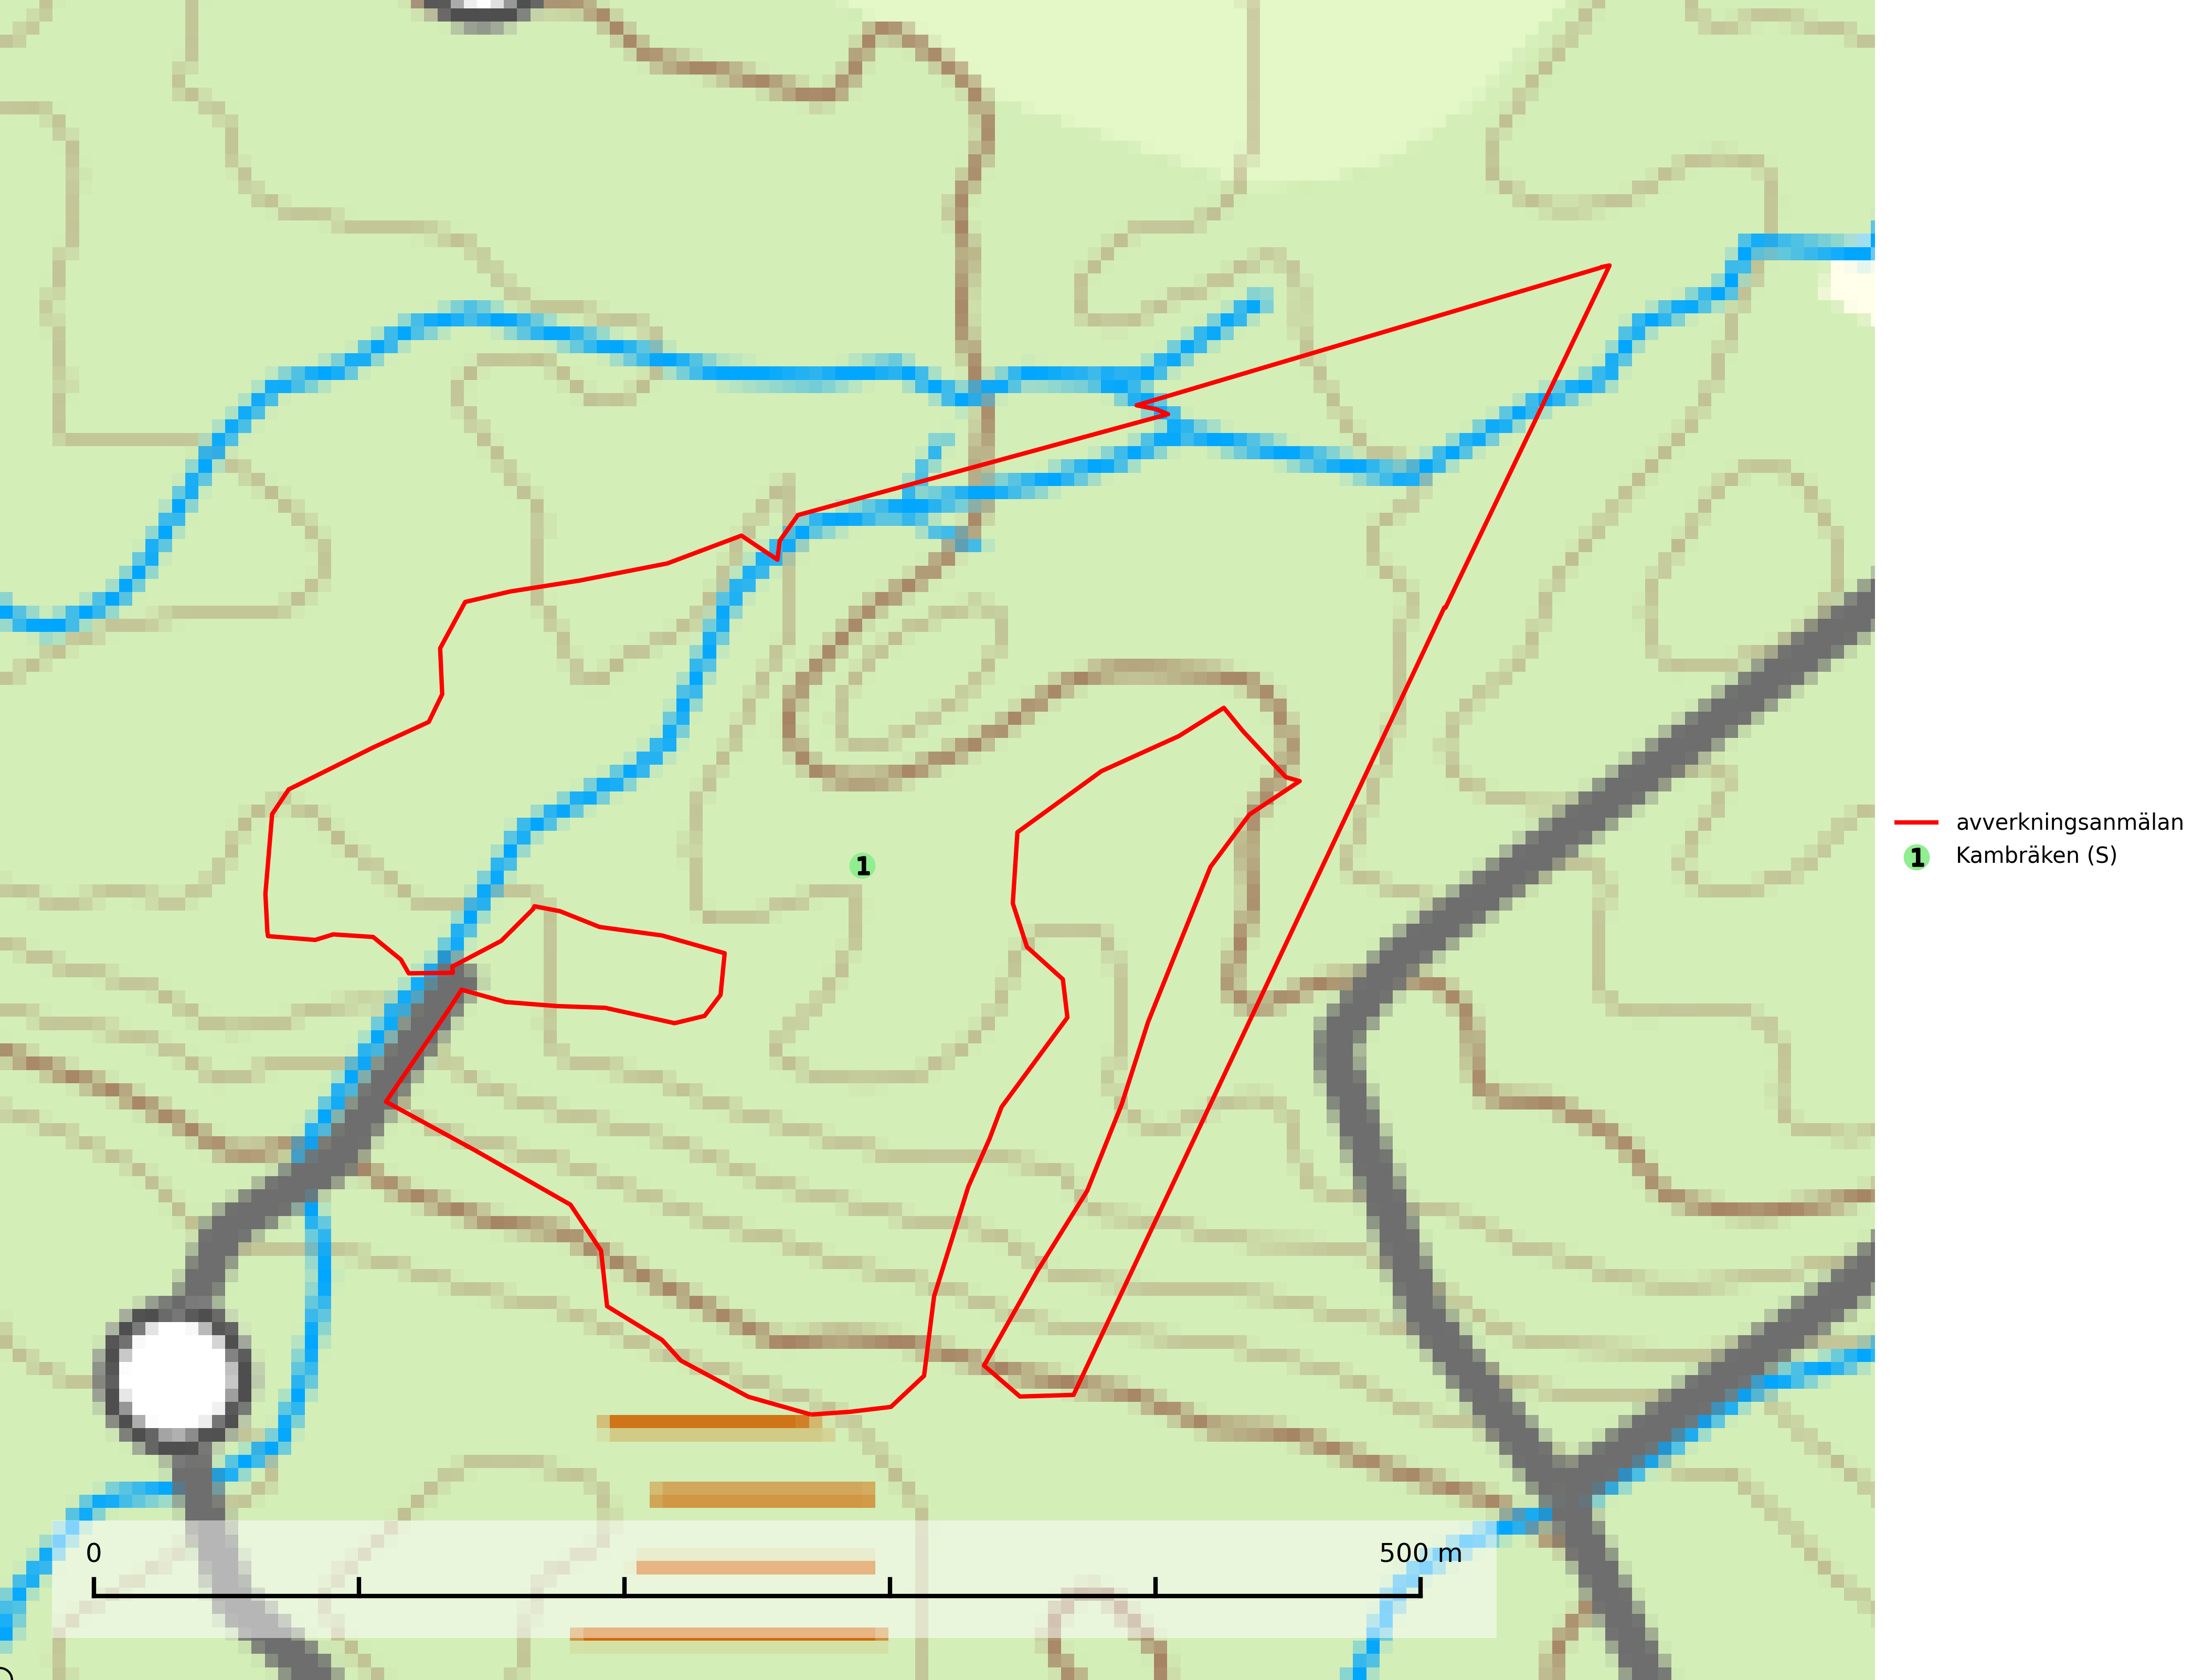 1
avverkningsanmälan
1 Kambräken (S)
0 500 m